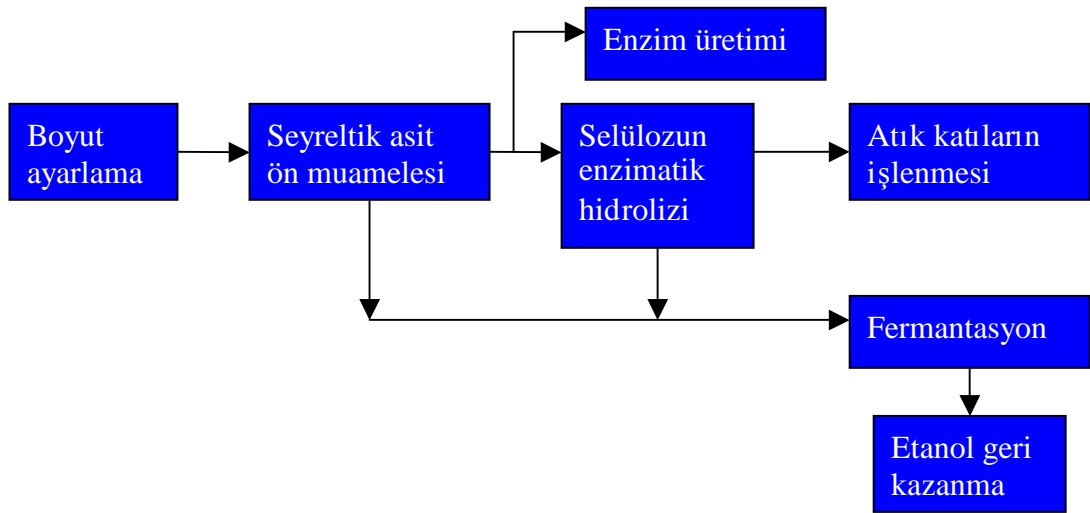 Enzim üretimi
Boyut
ayarlama
Seyreltik asit
ön muamelesi
Selülozun
enzimatik
hidrolizi
Atık katıların
işlenmesi
Fermantasyon
Etanol geri
kazanma